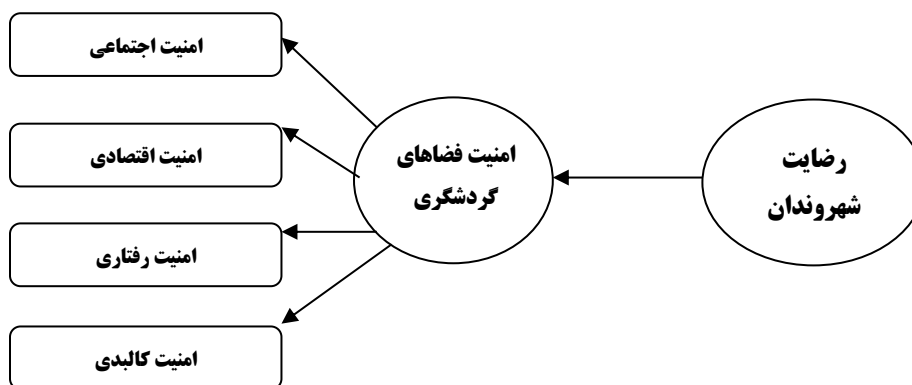 رضایت
شهروندان
امنیت فضاهای
گردشگری
امنیت اجتماعی
امنیت اقتصادی
امنیت رفتاری
امنیت کالبدی